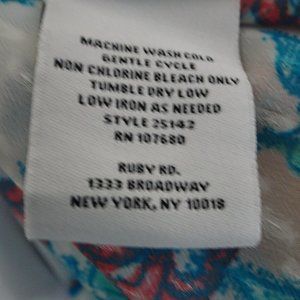 MACHINE WASH COLD
GENTLE CYCLE
NON CHLORINE BLEACH ONLY
TUMBLE DRY LOW
LOW IRON AS NEEDED
STYLE 25142
RN 107680
RUBY RD.
1333 BROADWAY
NEW YORK, NY 10018